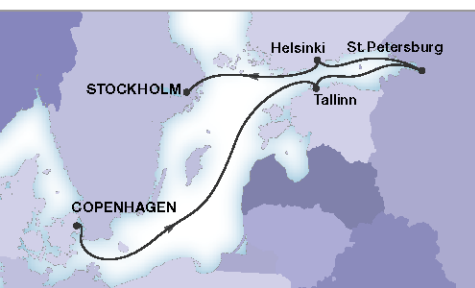 Helsinki
St. Petersburg
STOCKHOLM
Tallinn
COPENHAGEN